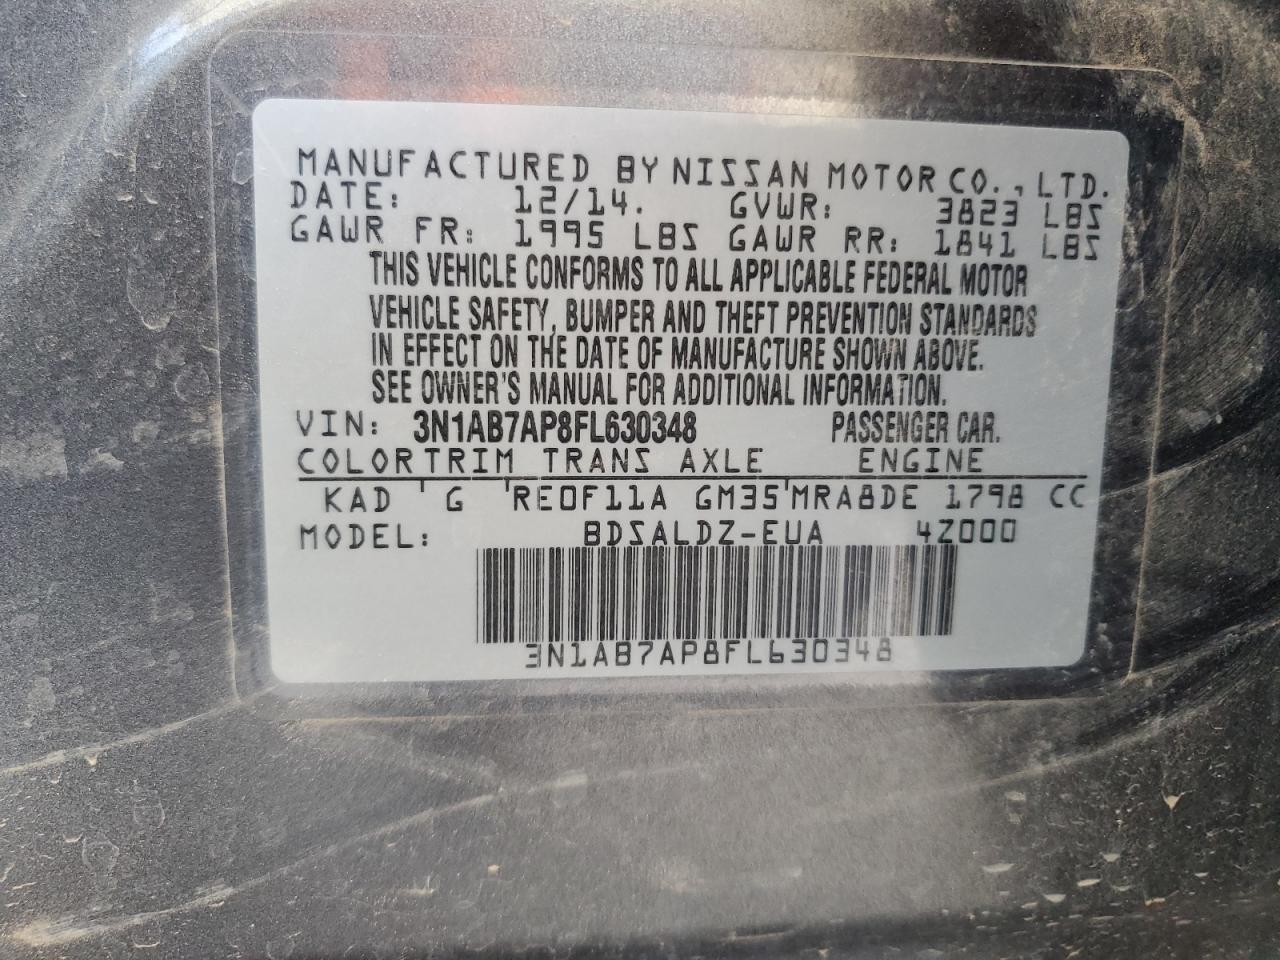 MANUFACTURED BY NISSAN MOTOR CO., LTD.
DATE: 12/14. GVWR: 3823 LBS
GAWR FR: 1995 LBS GAWR RR: 1841 LBS
THIS VEHICLE CONFORMS TO ALL APPLICABLE FEDERAL MOTOR
VEHICLE SAFETY, BUMPER AND THEFT PREVENTION STANDARDS
IN EFFECT ON THE DATE OF MANUFACTURE SHOWN ABOVE.
SEE OWNER'S MANUAL FOR ADDITIONAL INFORMATION.
VIN: 3N1AB7AP8FL630348 PASSENGER CAR.
COLOR TRIM TRANS AXLE ENGINE
KAD G RE0F11A GM35 MRA8DE 1798 CC
MODEL: BDSALDZ-EUA 4Z000
3N1AB7AP8FL630348